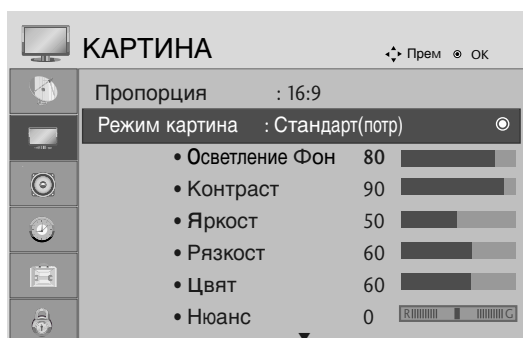 КАРТИНА
Прем ОК
Пропорция : 16:9
Режим картина : Стандарт(потр)
• Осветление Фон 80
• Контраст 90
• Яркост 50
• Рязкост 60
• Цвят 60
• Нюанс 0 R G